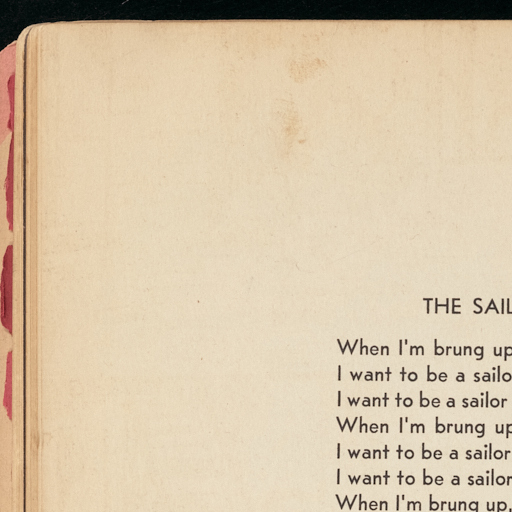 THE SAIL
When I'm brung up
I want to be a sailo
I want to be a sailor
When I'm brung up
I want to be a sailor
I want to be a sailor
When I'm brung up,